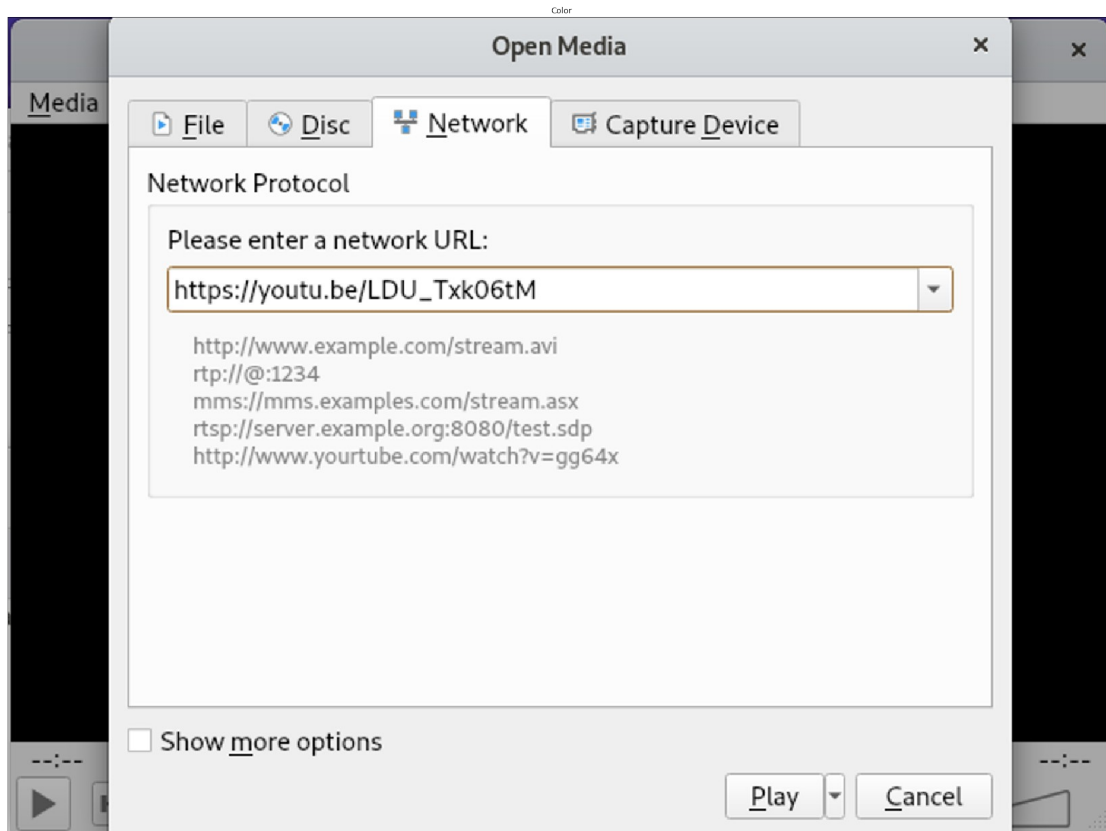 Color
Open Media
Media
File Disc Network Capture Device
Network Protocol
Please enter a network URL:
https://youtu.be/LDU_Txk06tM
http://www.example.com/stream.avi
rtp://@:1234
mms://mms.examples.com/stream.asx
rtsp://server.example.org:8080/test.sdp
http://www.yourtube.com/watch?v=gg64x
Show more options
--:-- --:--
Play Cancel